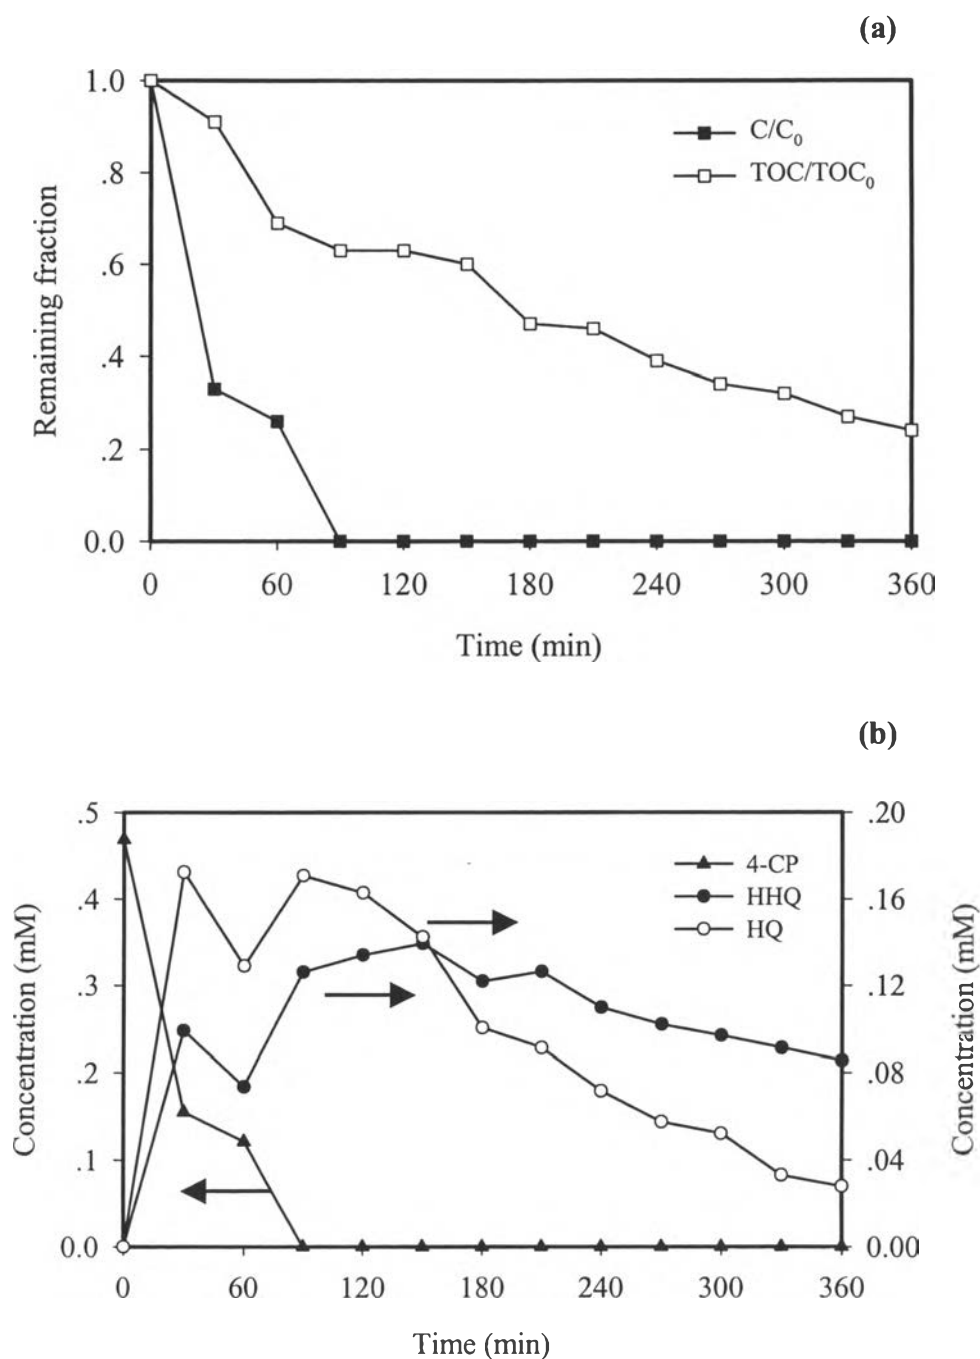 (a)
1.0
.8
.6
.4
.2
0.0
Remaining fraction
C/C0
TOC/TOC0
0 60 120 180 240 300 360
Time (min)
(b)
.5
.4
.3
.2
.1
0.0
Concentration (mM)
4-CP
HHQ
HQ
.20
.16
.12
.08
.04
0.00
Concentration (mM)
0 60 120 180 240 300 360
Time (min)